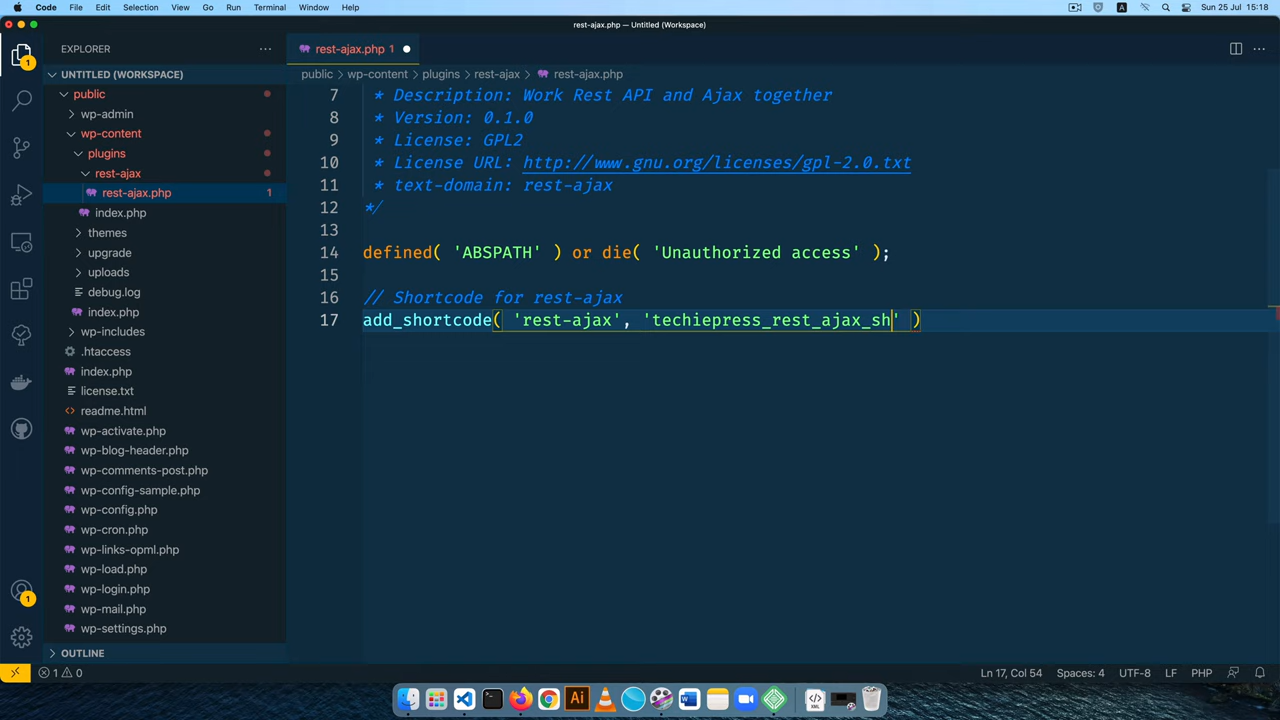 Code File Edit Selection View Go Run Terminal Window Help
A Sun 25 Jul 15:18
rest-ajax.php — Untitled (Workspace)
EXPLORER
rest-ajax.php 1
UNTITLED (WORKSPACE)
public > wp-content > plugins > rest-ajax > rest-ajax.php
public
wp-admin
wp-content
plugins
rest-ajax
rest-ajax.php 1
index.php
themes
upgrade
uploads
debug.log
index.php
wp-includes
.htaccess
index.php
license.txt
readme.html
wp-activate.php
wp-blog-header.php
wp-comments-post.php
wp-config-sample.php
wp-config.php
wp-cron.php
wp-links-opml.php
wp-load.php
wp-login.php
wp-mail.php
wp-settings.php
OUTLINE
1
1
7 * Description: Work Rest API and Ajax together
8 * Version: 0.1.0
9 * License: GPL2
10 * License URL: http://www.gnu.org/licenses/gpl-2.0.txt
11 * text-domain: rest-ajax
12 */
13
14 defined( 'ABSPATH' ) or die( 'Unauthorized access' );
15
16 // Shortcode for rest-ajax
17 add_shortcode( 'rest-ajax', 'techiepress_rest_ajax_sh' )
1 0
Ln 17, Col 54 Spaces: 4 UTF-8 LF PHP
Ai
W
XML